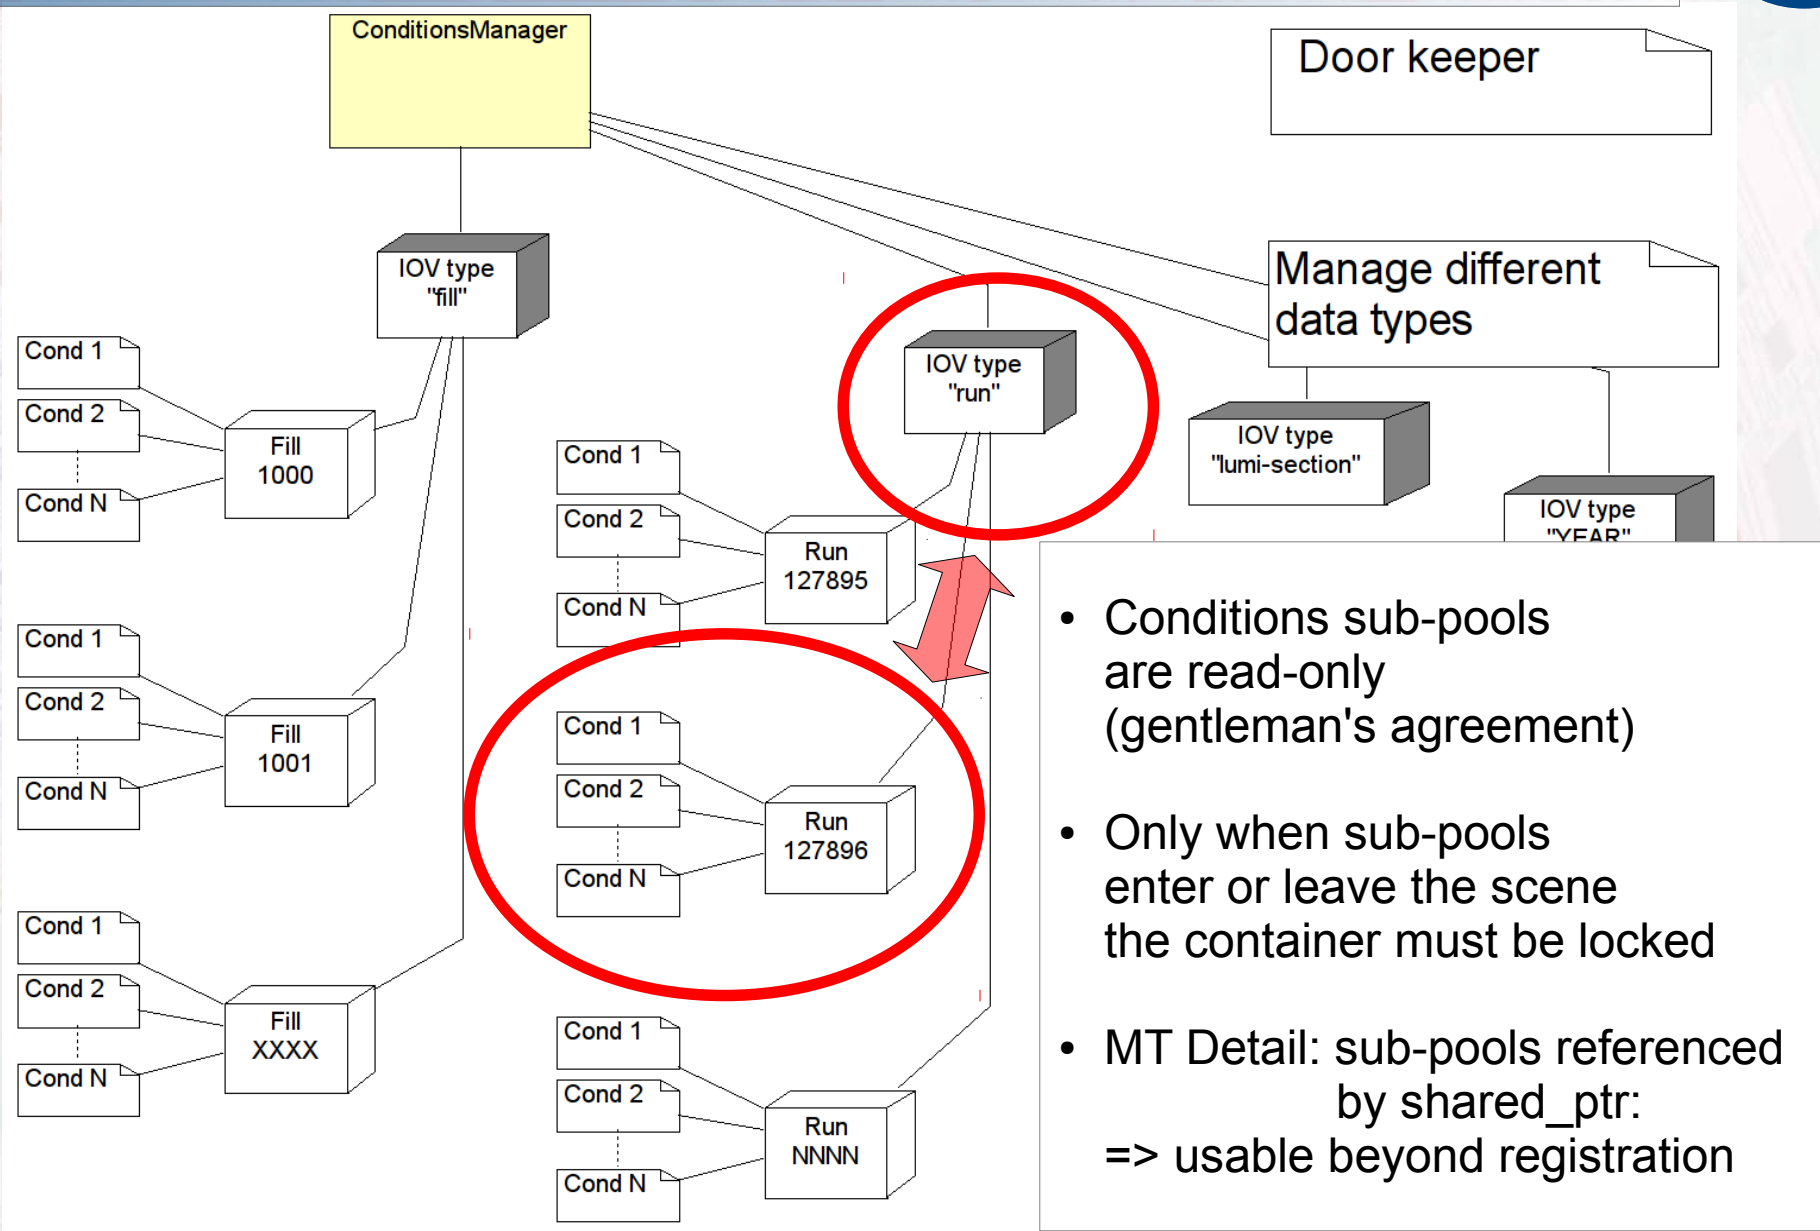 ConditionsManager
Door keeper
IOV type
"fill"
Manage different
data types
IOV type
"run"
IOV type
"lumi-section"
IOV type
"YEAR"
Cond 1
Cond 2
Cond N
Fill
1000
Cond 1
Cond 2
Cond N
Run
127895
Cond 1
Cond 2
Cond N
Fill
1001
Cond 1
Cond 2
Cond N
Run
127896
Cond 1
Cond 2
Cond N
Fill
XXXX
Cond 1
Cond 2
Cond N
Run
NNNN
• Conditions sub-pools
are read-only
(gentleman's agreement)
• Only when sub-pools
enter or leave the scene
the container must be locked
• MT Detail: sub-pools referenced
by shared_ptr:
=> usable beyond registration